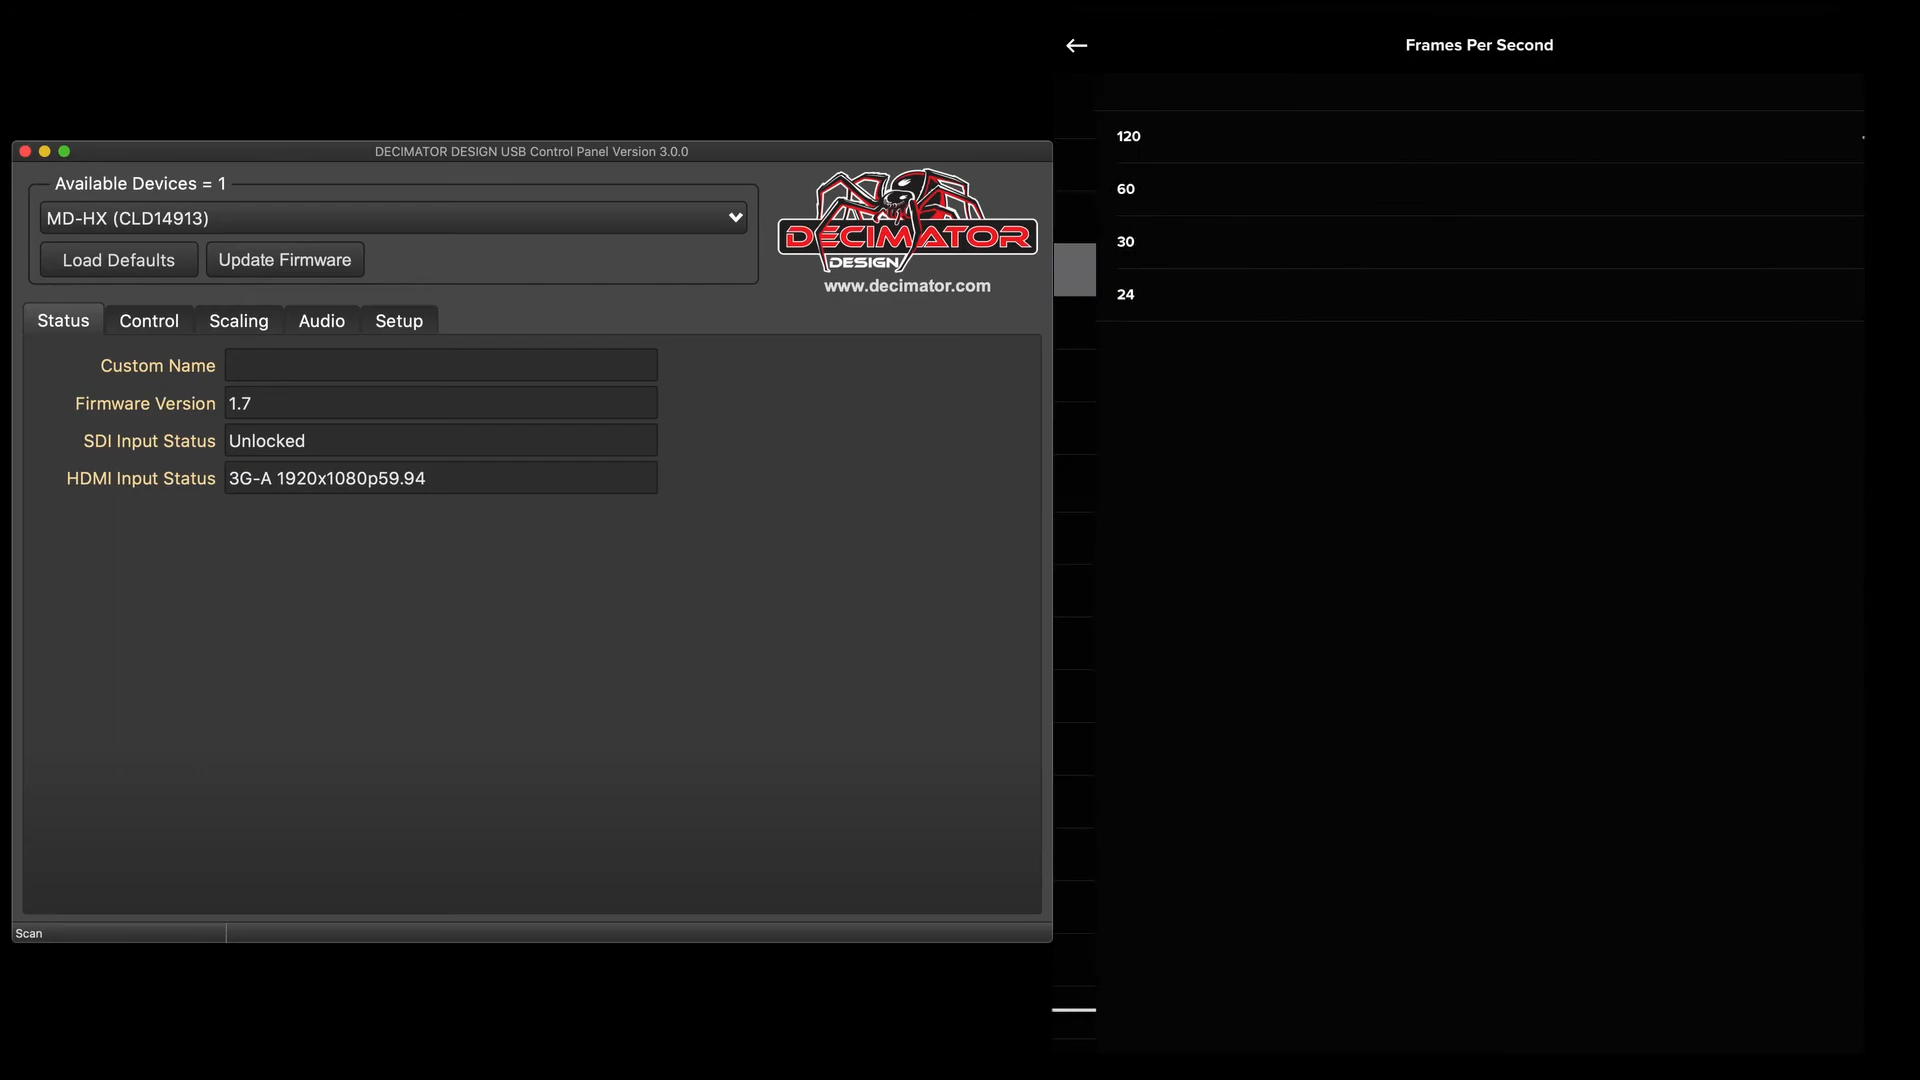 DECIMATOR DESIGN USB Control Panel Version 3.0.0
Available Devices = 1
MD-HX (CLD14913)
Load Defaults
Update Firmware
DECIMATOR
DESIGN
www.decimator.com
Status
Control
Scaling
Audio
Setup
Custom Name
Firmware Version
1.7
SDI Input Status
Unlocked
HDMI Input Status
3G-A 1920x1080p59.94
Scan
Frames Per Second
120
60
30
24